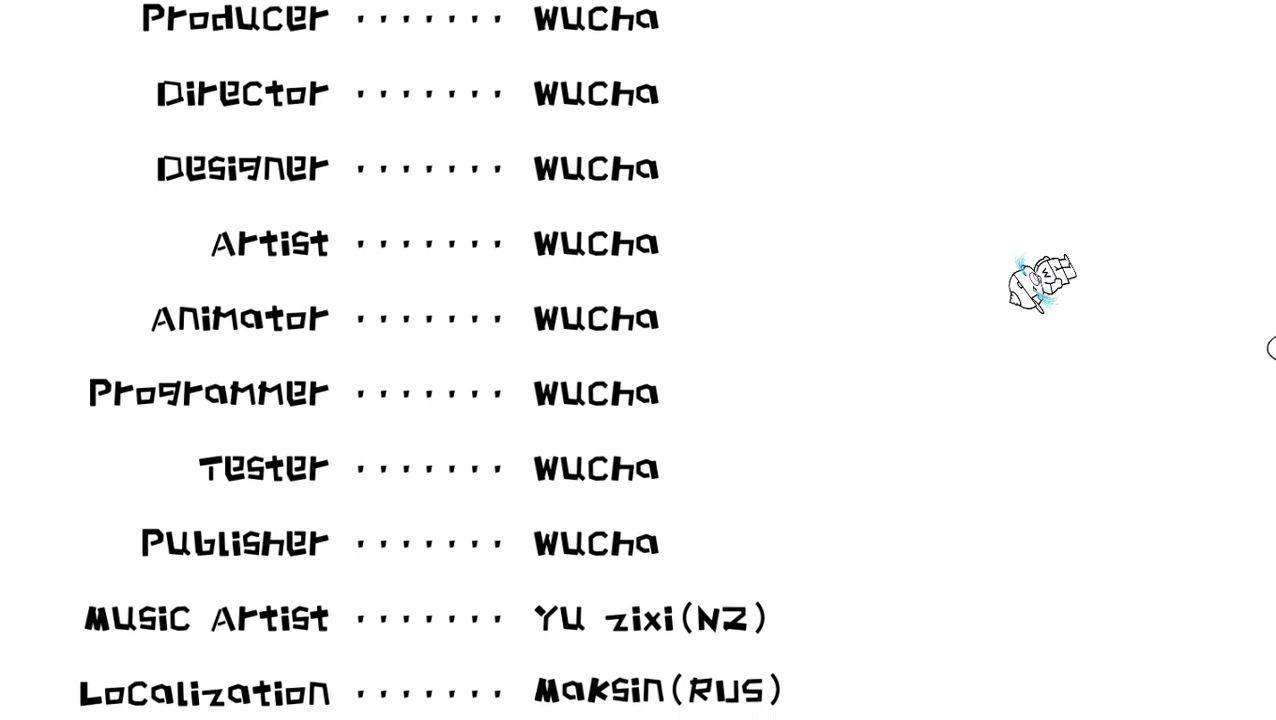 Producer ....... Wucha
Director ....... Wucha
Designer ....... Wucha
Artist ....... Wucha
Animator ....... Wucha
Programmer ....... Wucha
Tester ....... Wucha
Publisher ....... Wucha
Music Artist ....... Yu zixi(NZ)
Localization ....... Maksin(RUS)